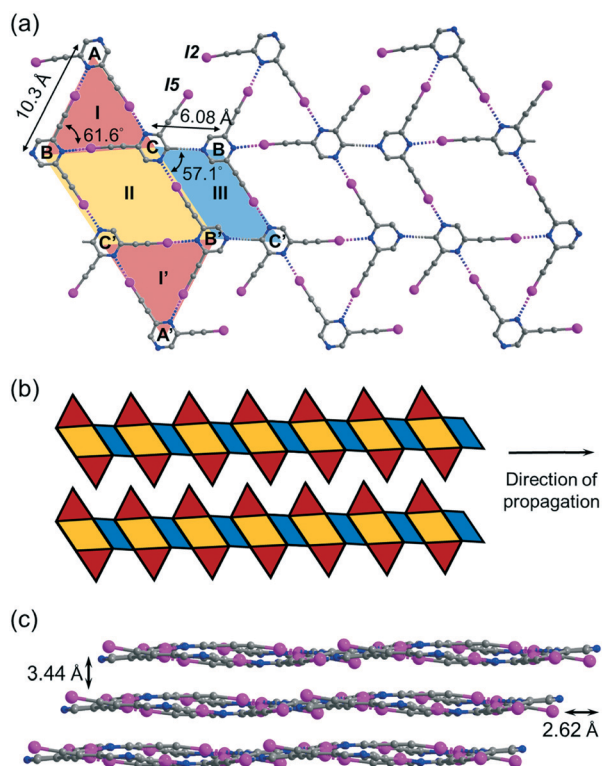 (a)
A
I2
I5
10.3 Å
I
6.08 Å
61.6°
B
C
B
57.1°
II
III
C'
B'
C'
I'
A'
(b)
Direction of
propagation
(c)
3.44 Å
2.62 Å